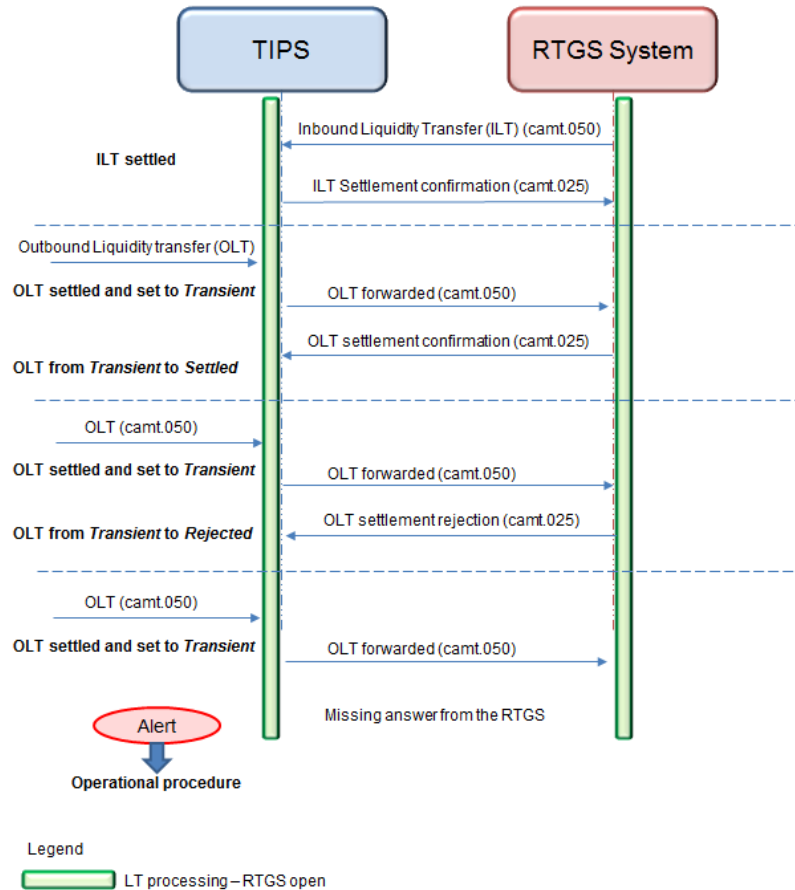 TIPS
RTGS System
Inbound Liquidity Transfer (ILT) (camt.050)
ILT settled
ILT Settlement confirmation (camt.025)
Outbound Liquidity transfer (OLT)
OLT settled and set to Transient
OLT forwarded (camt.050)
OLT settlement confirmation (camt.025)
OLT from Transient to Settled
OLT (camt.050)
OLT settled and set to Transient
OLT forwarded (camt.050)
OLT settlement rejection (camt.025)
OLT from Transient to Rejected
OLT (camt.050)
OLT settled and set to Transient
OLT forwarded (camt.050)
Missing answer from the RTGS
Alert
Operational procedure
Legend
LT processing – RTGS open